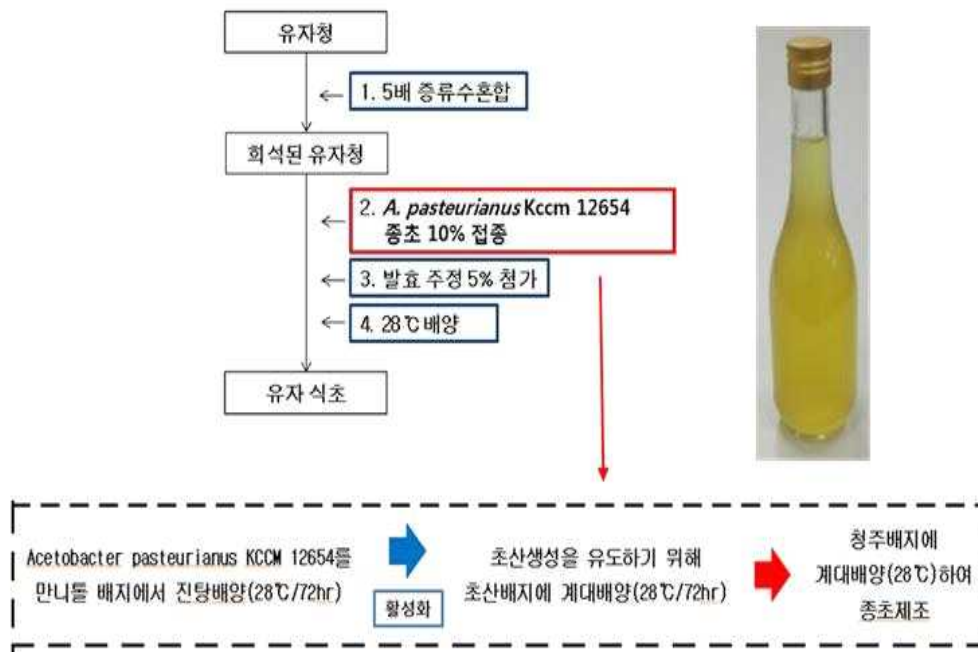 유자청
1. 5배 증류수혼합
희석된 유자청
2. A. pasteurianus Kccm 12654
종초 10% 접종
3. 발효 주정 5% 첨가
4. 28℃ 배양
유자 식초
Acetobacter pasteurianus KCCM 12654를
만니톨 배지에서 진탕배양(28℃/72hr)
활성화
초산생성을 유도하기 위해
초산배지에 계대배양(28℃/72hr)
청주배지에
계대배양(28℃)하여
종초제조